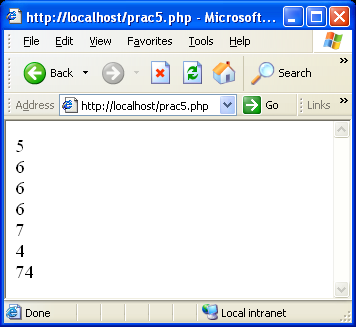 http://localhost/prac5.php - Microsoft...
File Edit View Favorites Tools Help »
Back Search »
Address http://localhost/prac5.php Go Links »
5
6
6
6
7
4
74
Done Local intranet